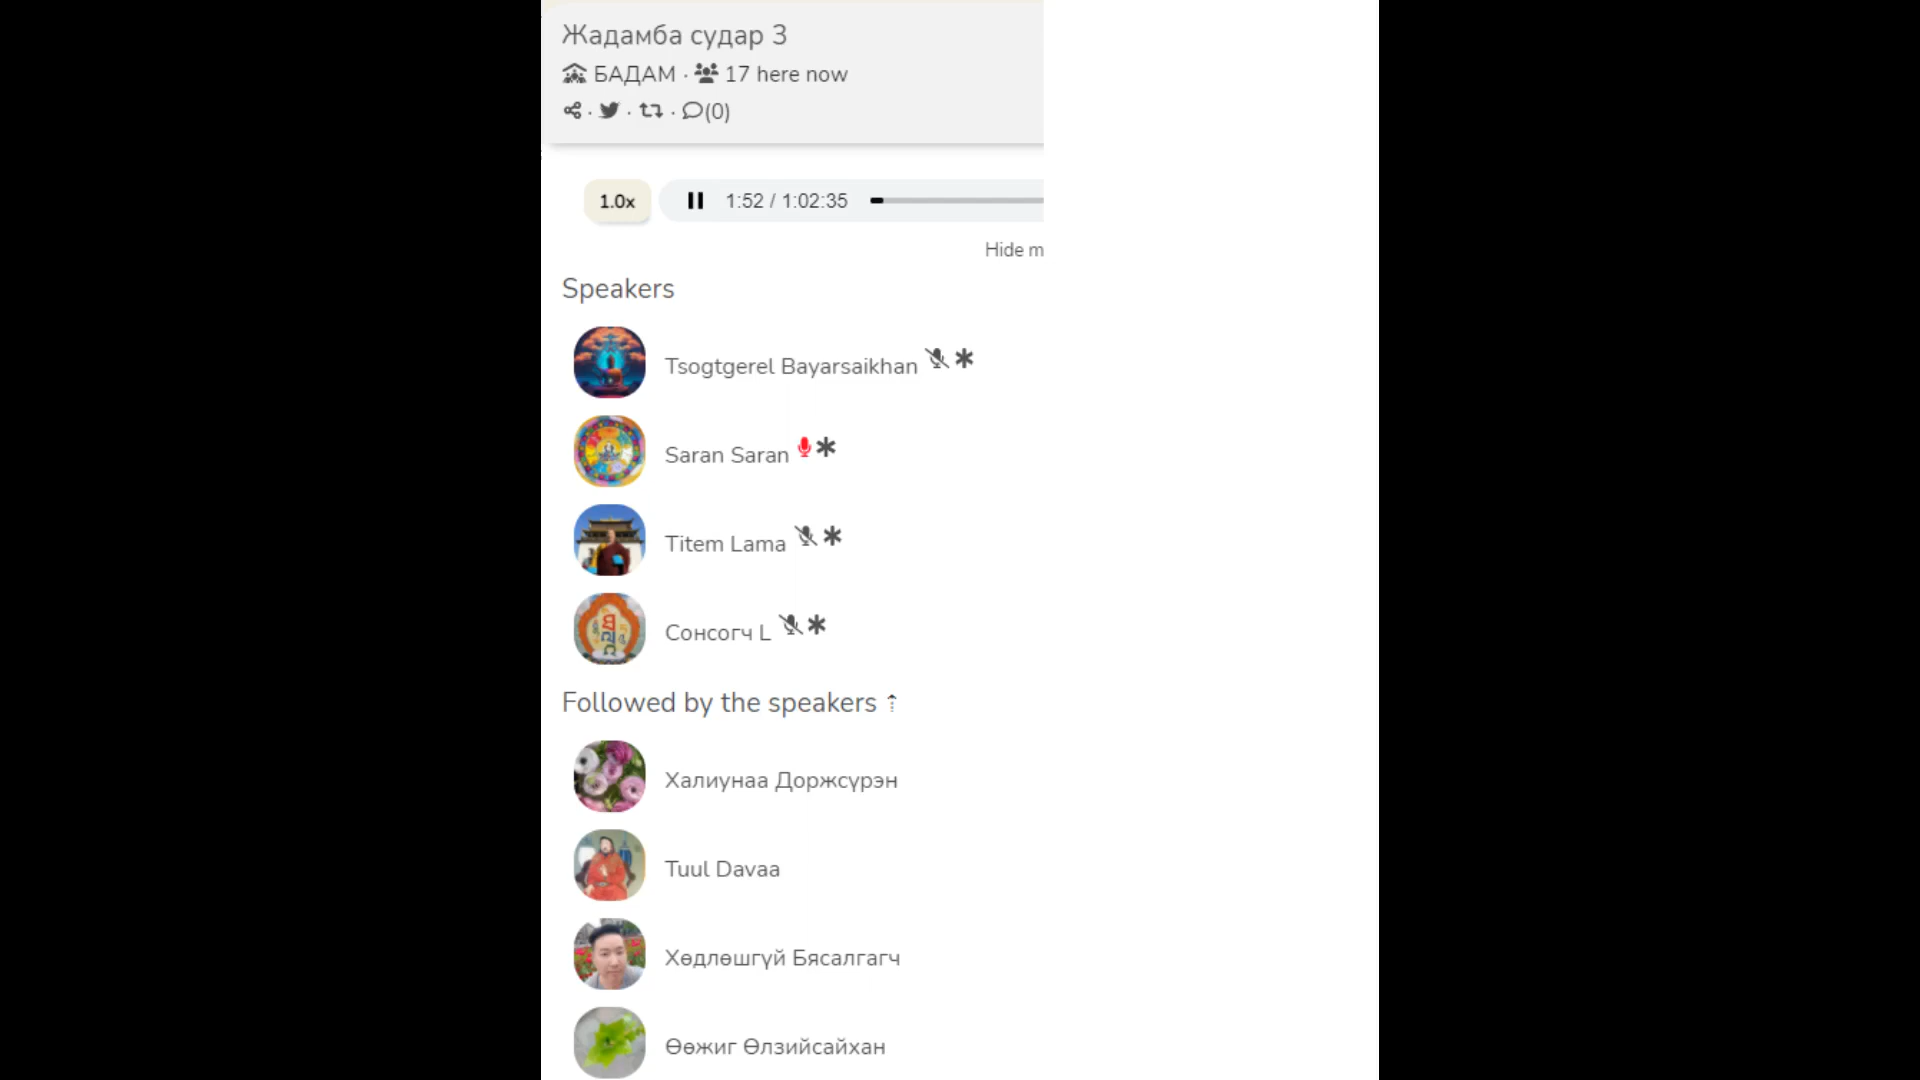 Жадамба судар 3
БАДАМ · 17 here now
· · · (0)
1.0x 1:52 / 1:02:35
Hide m
Speakers
Tsogtgerel Bayarsaikhan
Saran Saran
Titem Lama
Сонсогч L
Followed by the speakers ⇡
Халиунаа Доржсүрэн
Tuul Davaa
Хөдлөшгүй Бясалгагч
Өөжиг Өлзийсайхан